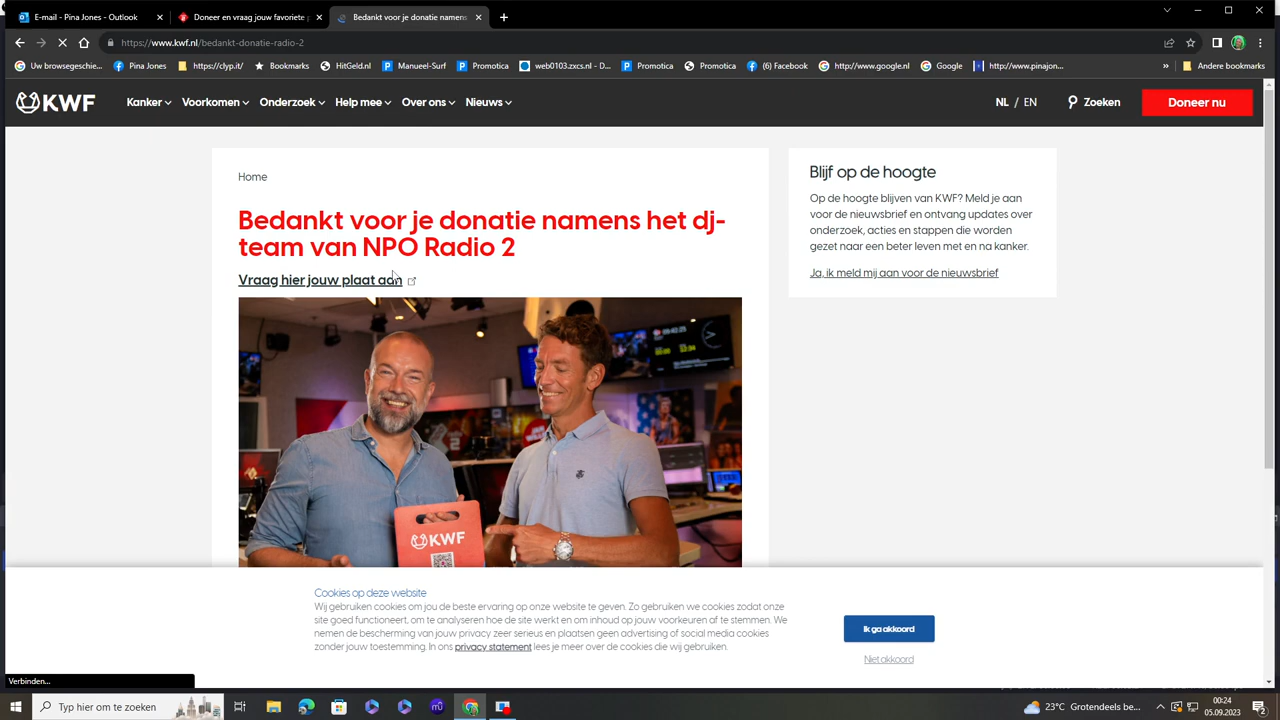 E-mail - Pina Jones - Outlook
Doneer en vraag jouw favoriete
Bedankt voor je donatie namens
https://www.kwf.nl/bedankt-donatie-radio-2
Uw browsegeschie... Pina Jones https://clyp.it/ Bookmarks HitGeld.nl Manueel-Surf Promotica web0103.zxcs.nl - D... Promotica Promotica (6) Facebook http://www.google.nl Google http://www.pinajon... » Andere bookmarks
KWF
Kanker Voorkomen Onderzoek Help mee Over ons Nieuws
NL / EN Zoeken Doneer nu
Home
Bedankt voor je donatie namens het dj-
team van NPO Radio 2
Vraag hier jouw plaat aan
KWF
Blijf op de hoogte
Op de hoogte blijven van KWF? Meld je aan
voor de nieuwsbrief en ontvang updates over
onderzoek, acties en stappen die worden
gezet naar een beter leven met en na kanker.
Ja, ik meld mij aan voor de nieuwsbrief
Cookies op deze website
Wij gebruiken cookies om jou de beste ervaring op onze website te geven. Zo gebruiken we cookies zodat onze
site goed functioneert, om te analyseren hoe de site werkt en om inhoud op jouw voorkeuren af te stemmen. We
nemen de bescherming van jouw privacy zeer serieus en plaatsen geen advertising of social media cookies
zonder jouw toestemming. In ons privacy statement lees je meer over de cookies die wij gebruiken.
Ik ga akkoord
Niet akkoord
Verbinden...
Typ hier om te zoeken
23°C Grotendeels be...
00:24
05.09.2023
2